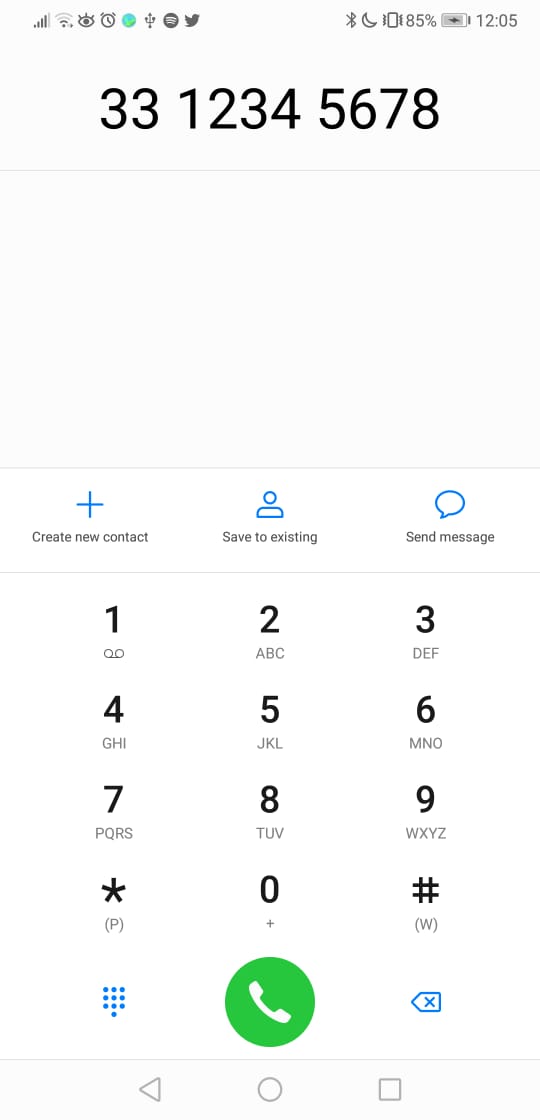 85% 12:05
33 1234 5678
Create new contact Save to existing Send message
1 2 3
ABC DEF
4 5 6
GHI JKL MNO
7 8 9
PQRS TUV WXYZ
* 0 #
(P) + (W)